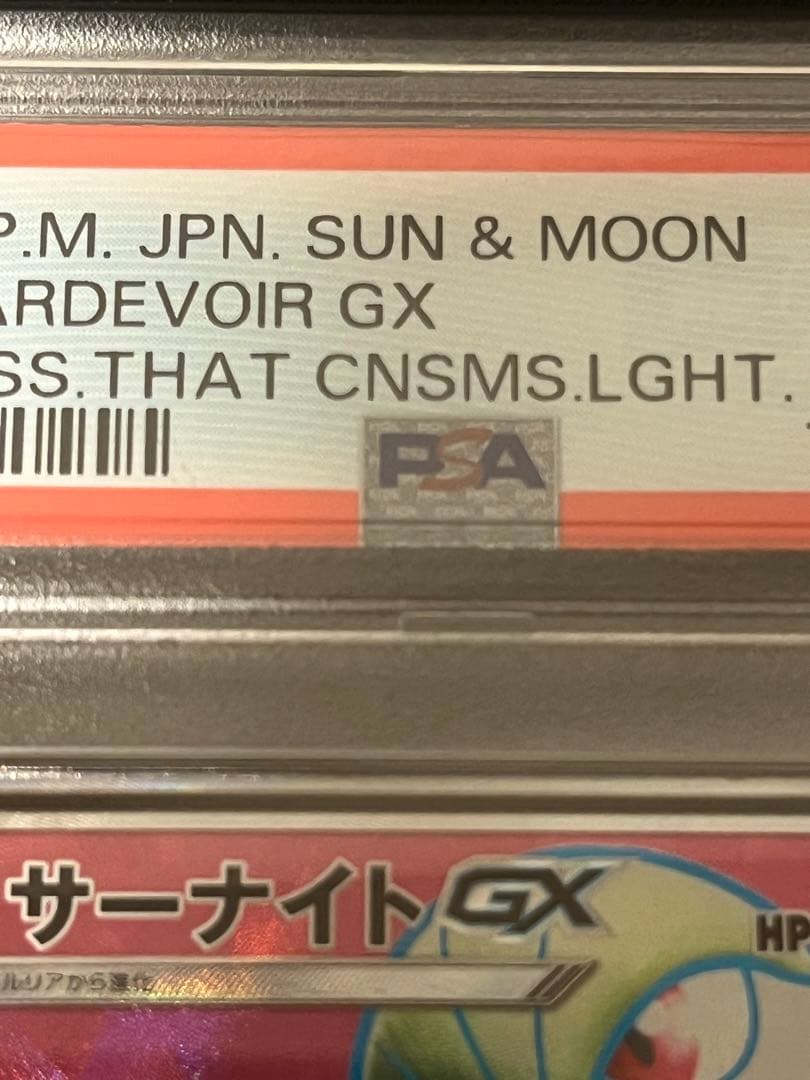 P.M. JPN. SUN & MOON
ARDEVOIR GX
SS.THAT CNSMS.LGHT.
PSA
サーナイトGX
HP
ルリアから進化